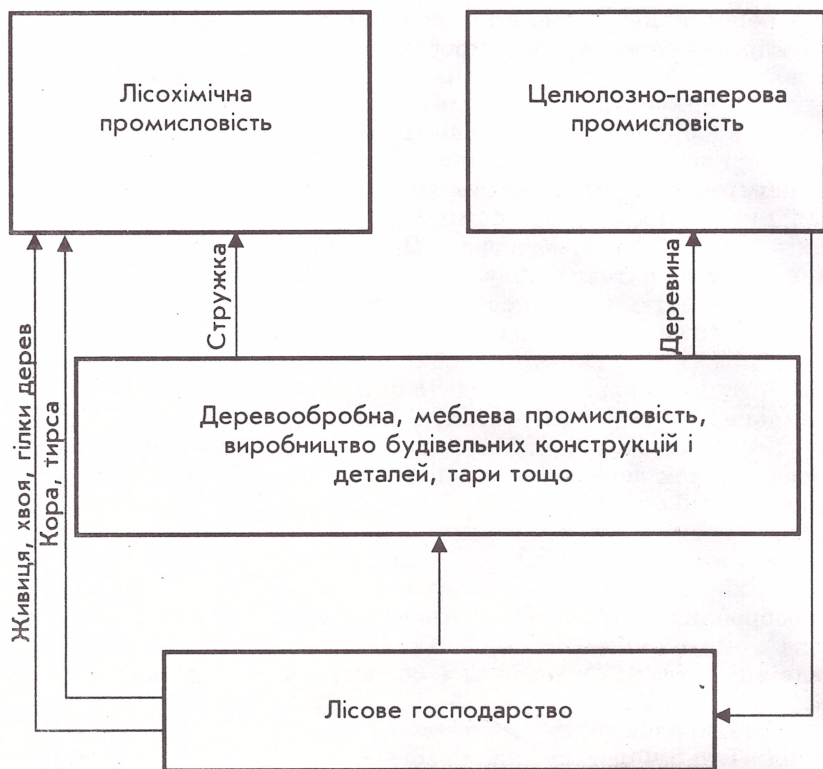 Лісохімічна
промисловість
Целюлозно-паперова
промисловість
Живиця, хвоя, гілки дерев
Кора, тирса
Стружка
Деревина
Деревообробна, меблева промисловість,
виробництво будівельних конструкцій і
деталей, тари тощо
Лісове господарство